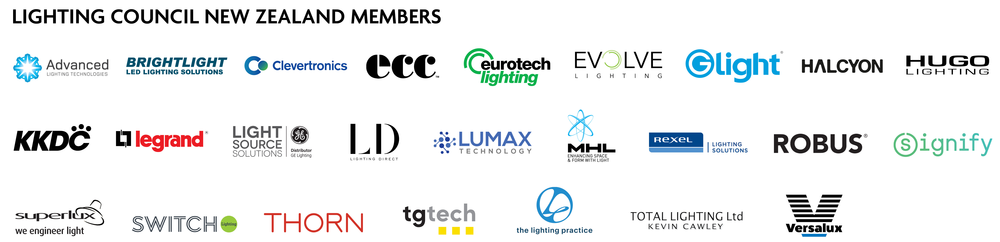 LIGHTING COUNCIL NEW ZEALAND MEMBERS
Advanced
LIGHTING TECHNOLOGIES
BRIGHTLIGHT
LED LIGHTING SOLUTIONS
Clevertronics
ecc™
eurotech
lighting
EVOLVE
LIGHTING
Glight®
HALCYON
HUGO
LIGHTING
KKDC
legrand®
LIGHT
SOURCE
SOLUTIONS
GE
Distributor
GE Lighting
LD
LIGHTING DIRECT
LUMAX
TECHNOLOGY
MHL
ENHANCING SPACE
& FORM WITH LIGHT
REXEL
LIGHTING
SOLUTIONS
ROBUS®
signify
superlux
we engineer light
SWITCH
Lighting
THORN
tgtech
the lighting practice
TOTAL LIGHTING Ltd
KEVIN CAWLEY
Versalux